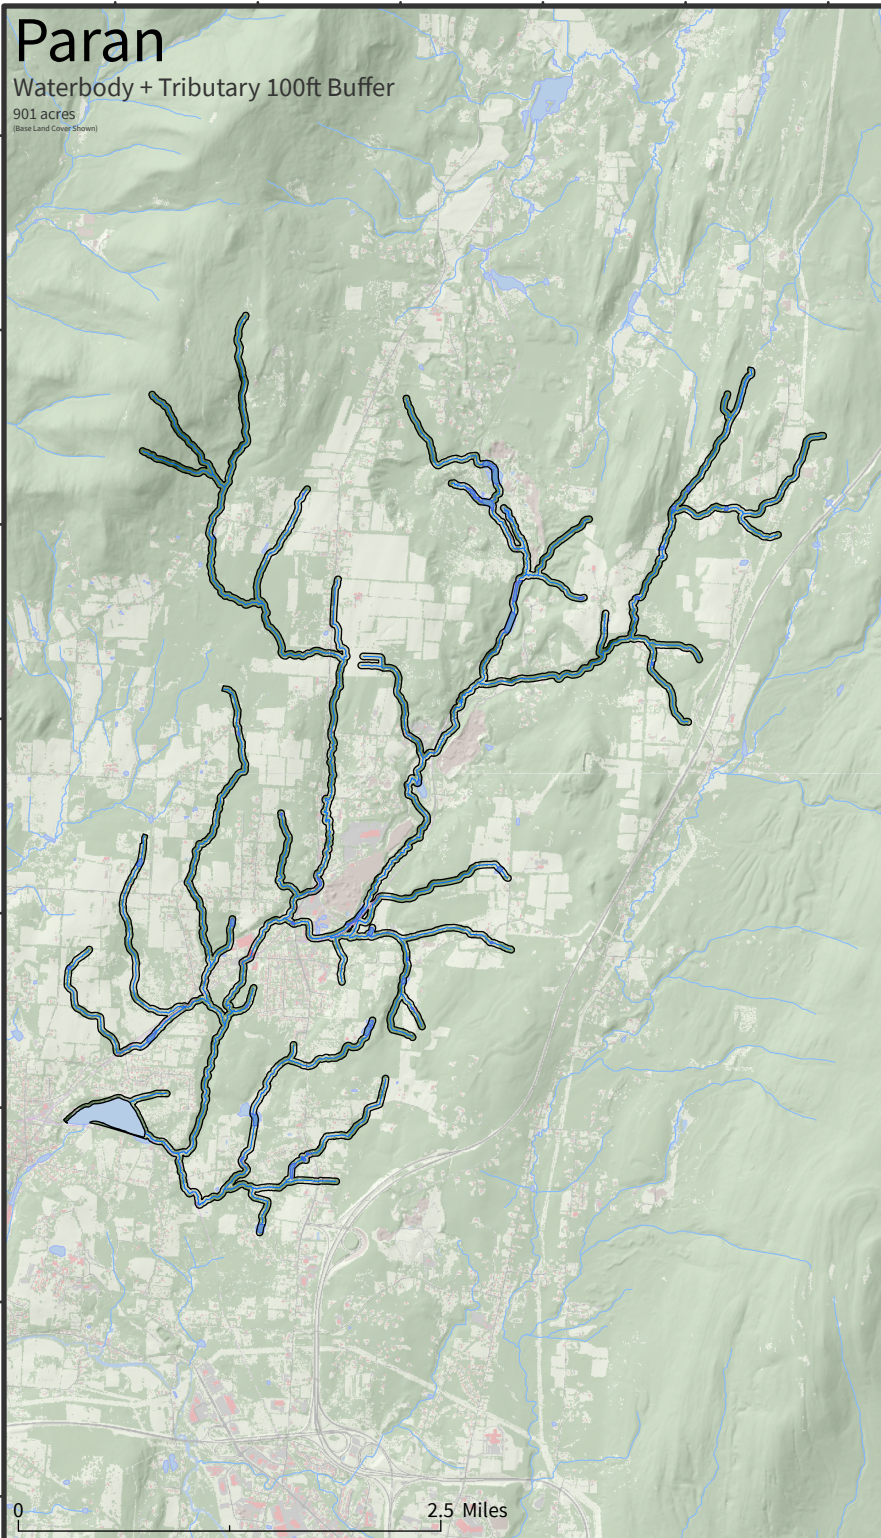 Paran
Waterbody + Tributary 100ft Buffer
901 acres
(Base Land Cover Shown)
0
2.5 Miles